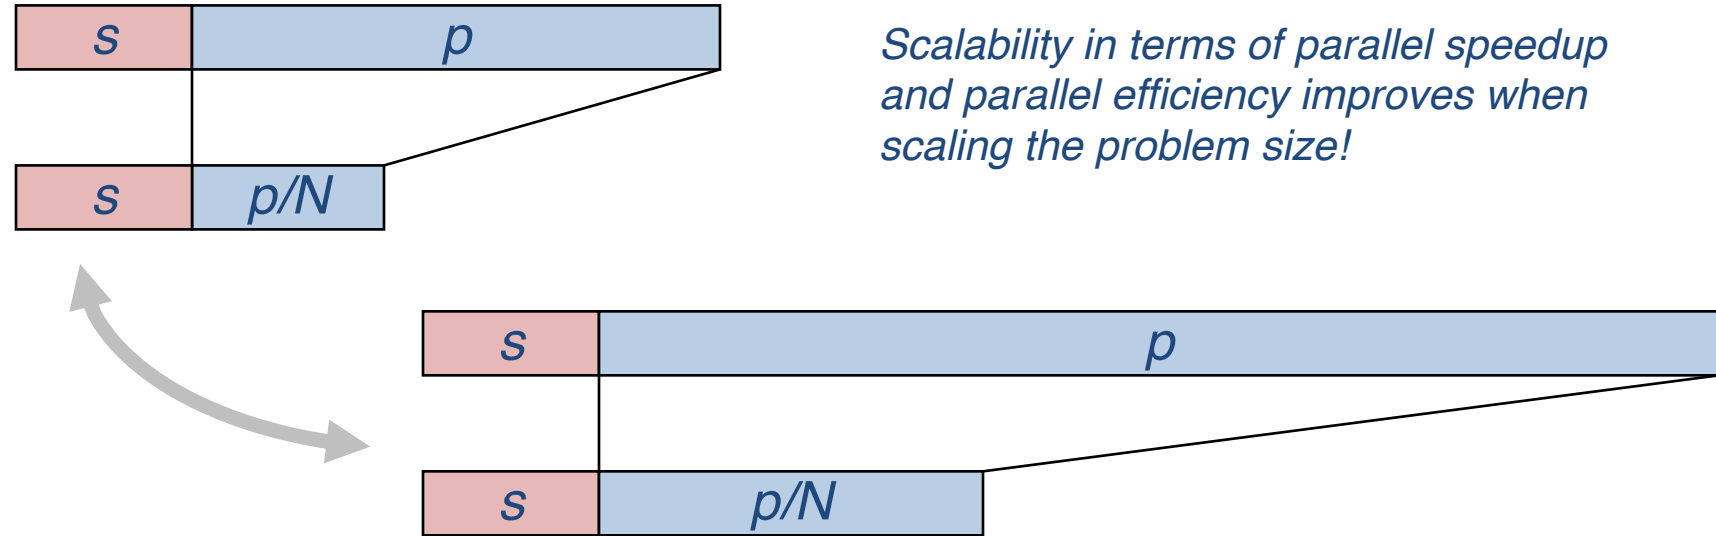 s p
Scalability in terms of parallel speedup
and parallel efficiency improves when
scaling the problem size!
s p/N
s p
s p/N